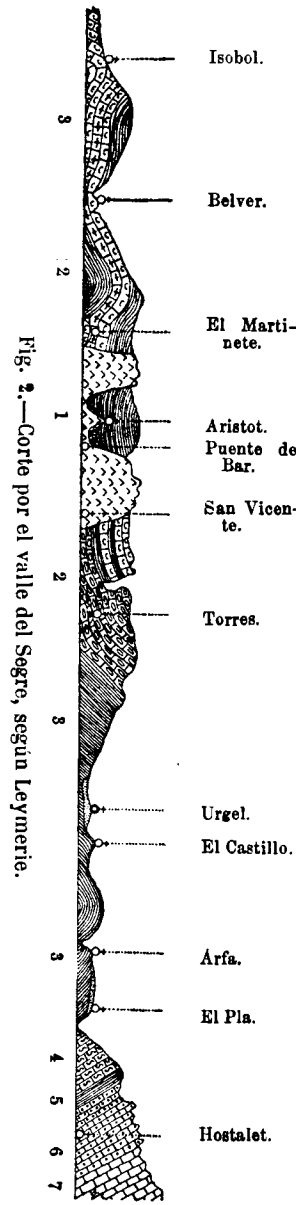 Isobol.
Belver.
El Marti-
nete.
Aristot.
Puente de
Bar.
San Vicen-
te.
Torres.
Urgel.
El Castillo.
Arfa.
El Pla.
Hostalet.
3
2
1
2
3
3
4
5
6
7
Fig. 2.—Corte por el valle del Segre, según Leymerie.